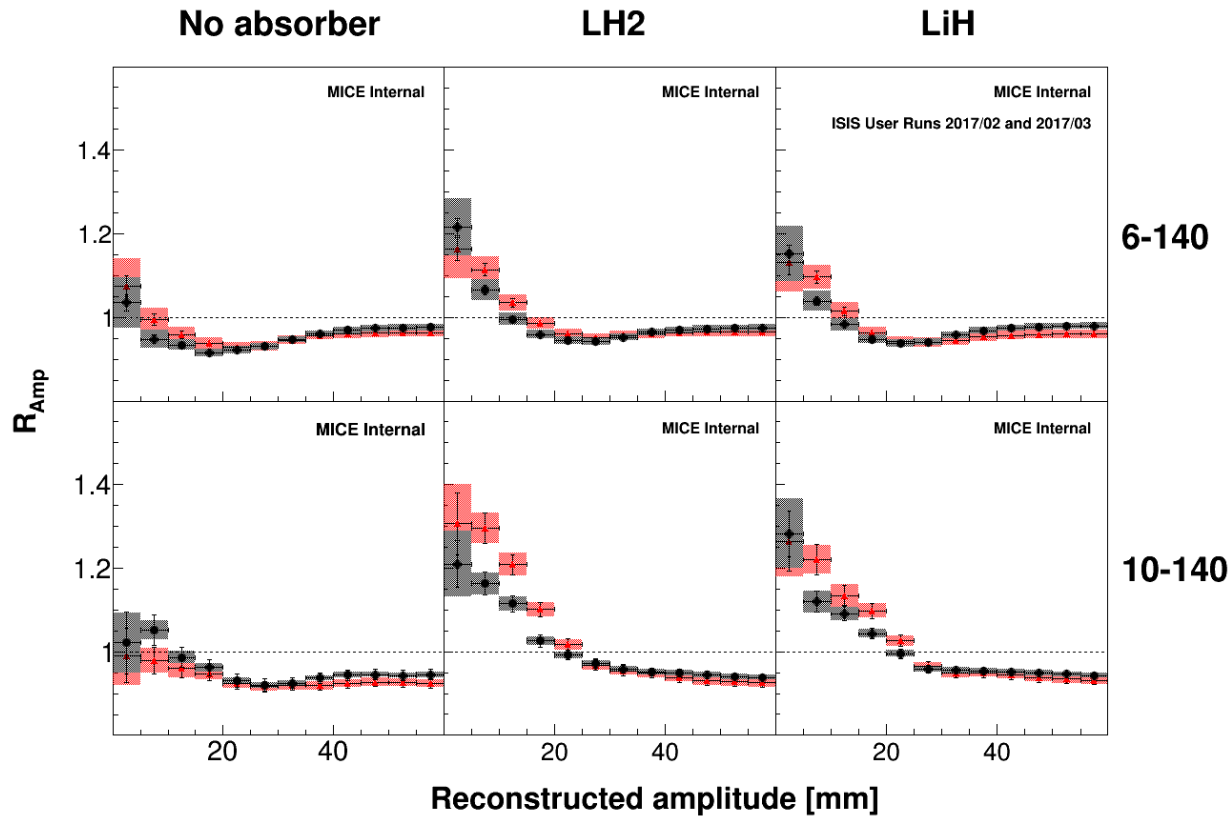 No absorber LH2 LiH
MICE Internal MICE Internal MICE Internal
ISIS User Runs 2017/02 and 2017/03
1.4
1.2 6-140
1
R_Amp
MICE Internal MICE Internal MICE Internal
1.4
1.2 10-140
1
20 40 20 40 20 40
Reconstructed amplitude [mm]